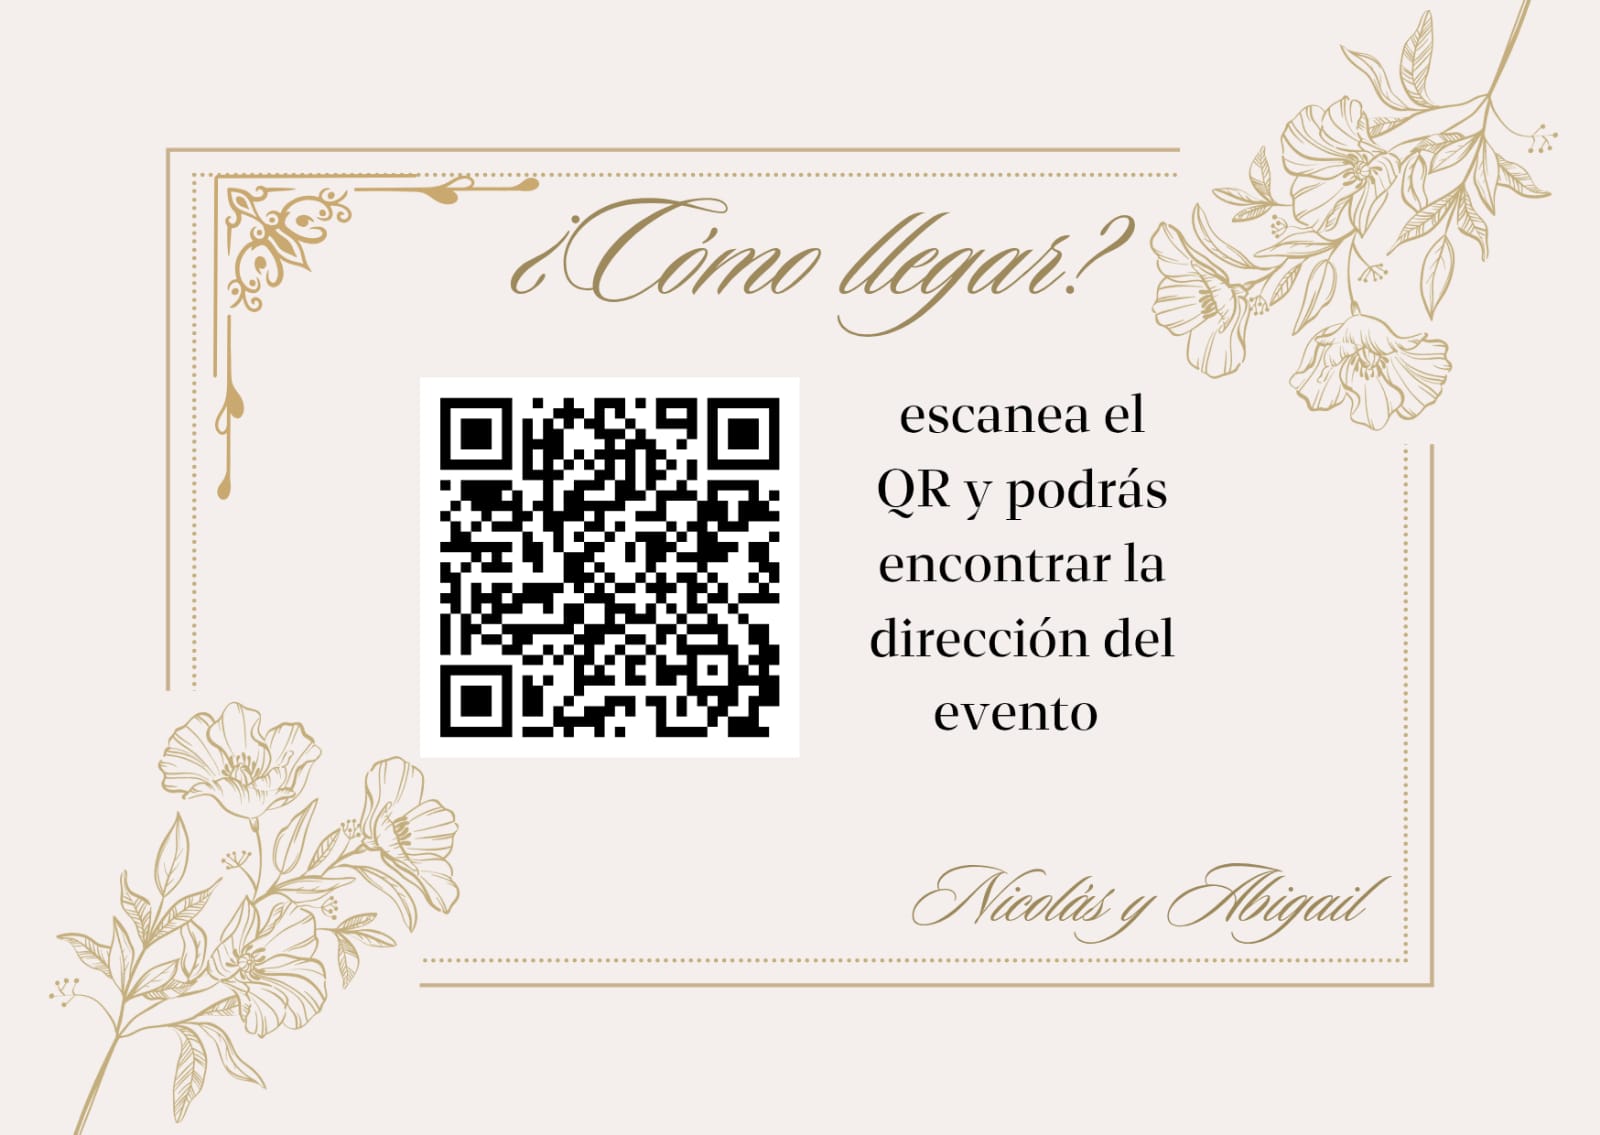 ¿Cómo llegar?
escanea el
QR y podrás
encontrar la
dirección del
evento
Nicolás y Abigail